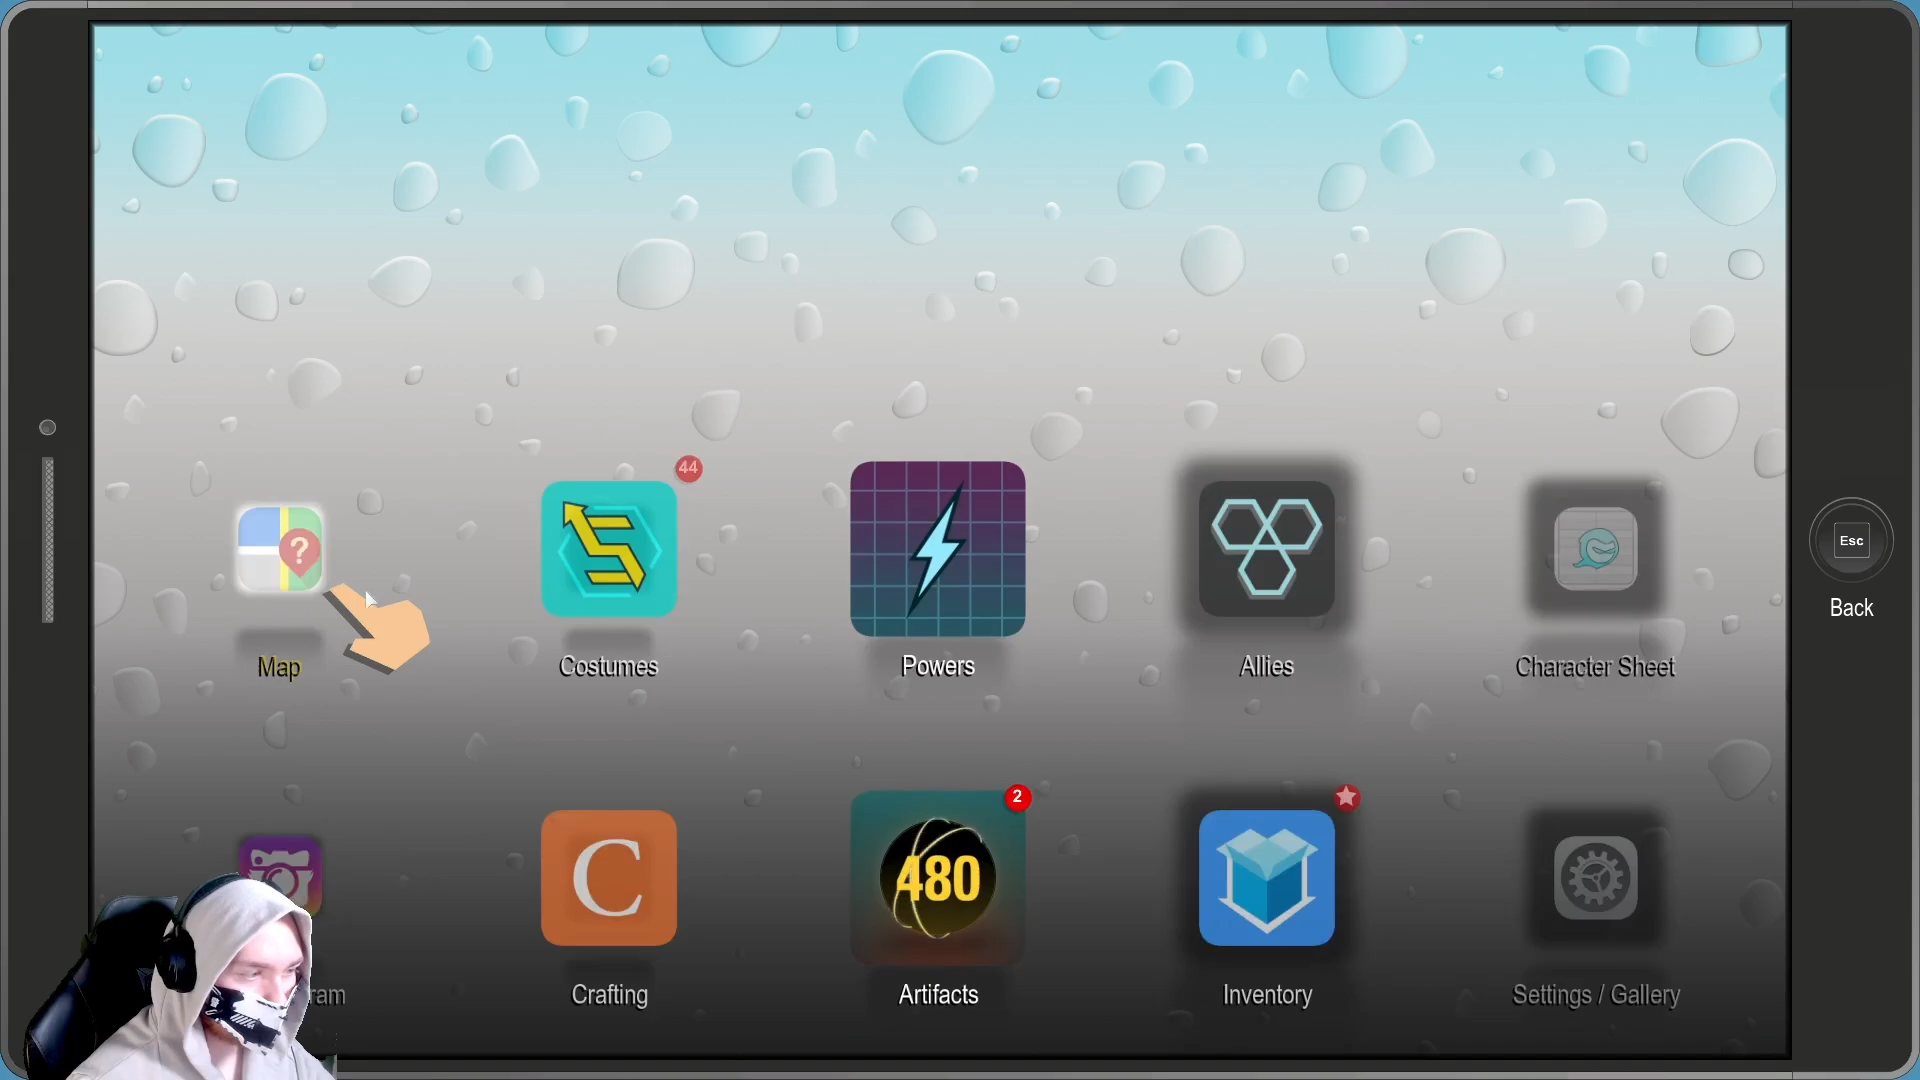 44
?
Esc
Back
Map
Costumes
Powers
Allies
Character Sheet
2
480
C
ram
Crafting
Artifacts
Inventory
Settings / Gallery